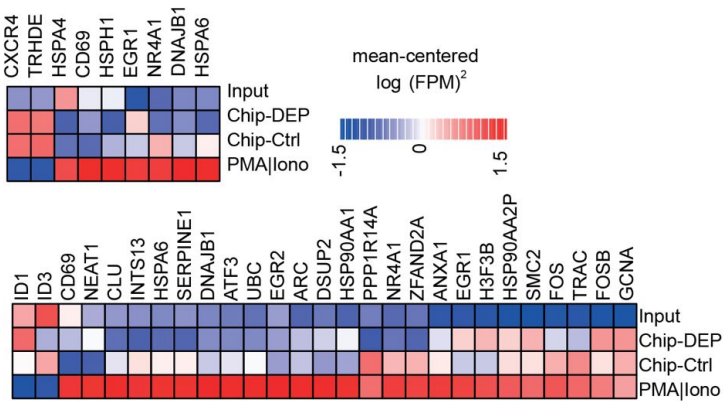 CXCR4
TRHDE
HSPA4
CD69
HSPH1
EGR1
NR4A1
DNAJB1
HSPA6
Input
Chip-DEP
Chip-Ctrl
PMA|Iono
mean-centered
log (FPM)²
-1.5
0
1.5
ID1
ID3
CD69
NEAT1
CLU
INTS13
HSPA6
SERPINE1
DNAJB1
ATF3
UBC
EGR2
ARC
DSUP2
HSP90AA1
PPP1R14A
NR4A1
ZFAND2A
ANXA1
EGR1
H3F3B
HSP90AA2P
SMC2
FOS
TRAC
FOSB
GCNA
Input
Chip-DEP
Chip-Ctrl
PMA|Iono